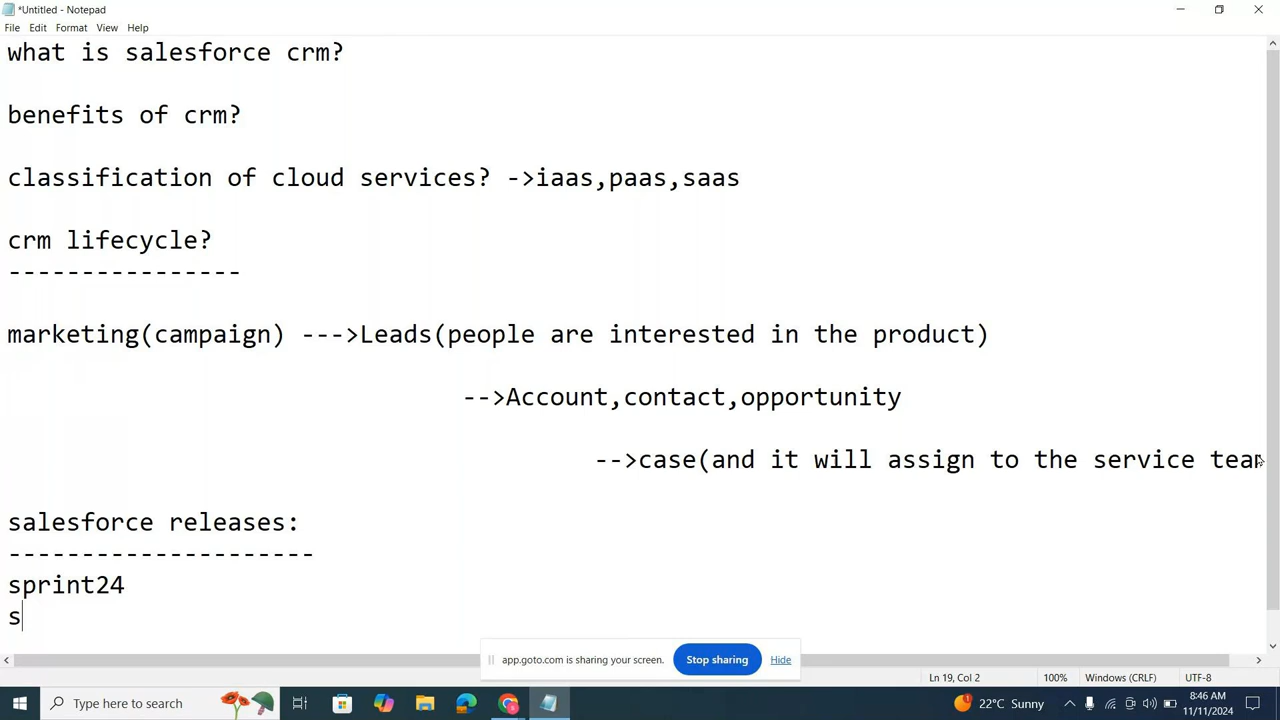 *Untitled - Notepad
File Edit Format View Help
what is salesforce crm?
benefits of crm?
classification of cloud services? ->iaas,paas,saas
crm lifecycle?
----------------
marketing(campaign) --->Leads(people are interested in the product)
-->Account,contact,opportunity
-->case(and it will assign to the service team
salesforce releases:
---------------------
sprint24
s
app.goto.com is sharing your screen. Stop sharing Hide
Ln 19, Col 2 100% Windows (CRLF) UTF-8
Type here to search 22°C Sunny 8:46 AM
11/11/2024